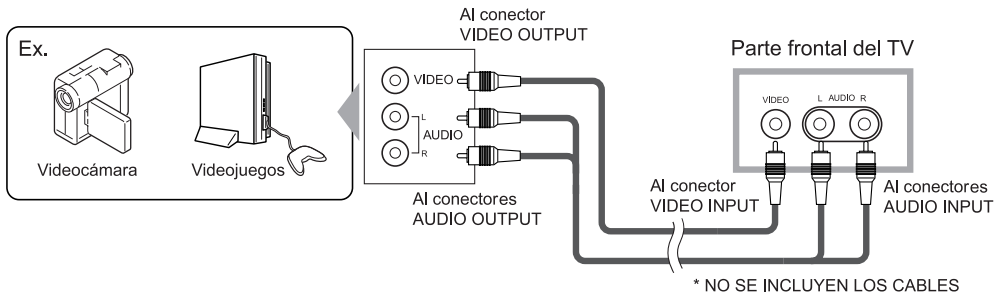 Ex.
Videocámara
Videojuegos
Al conector
VIDEO OUTPUT
VIDEO
L
AUDIO
R
Al conectores
AUDIO OUTPUT
Parte frontal del TV
VIDEO
L AUDIO R
Al conector
VIDEO INPUT
Al conectores
AUDIO INPUT
* NO SE INCLUYEN LOS CABLES